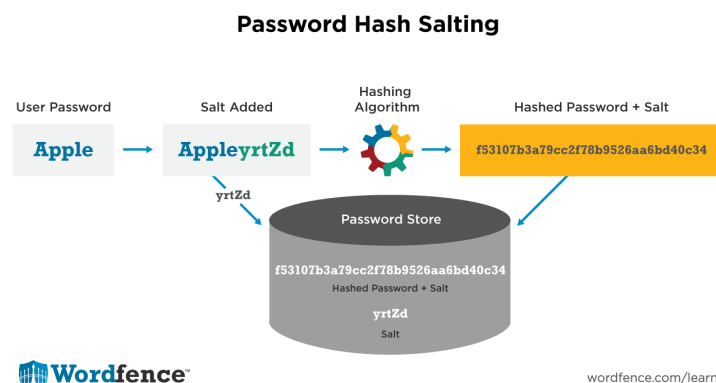 Password Hash Salting
Hashing
User Password Salt Added Algorithm Hashed Password + Salt
Apple AppleyrtZd f53107b3a79cc2f78b9526aa6bd40c34
yrtZd
Password Store
f53107b3a79cc2f78b9526aa6bd40c34
Hashed Password + Salt
yrtZd
Salt
Wordfence™ wordfence.com/learn